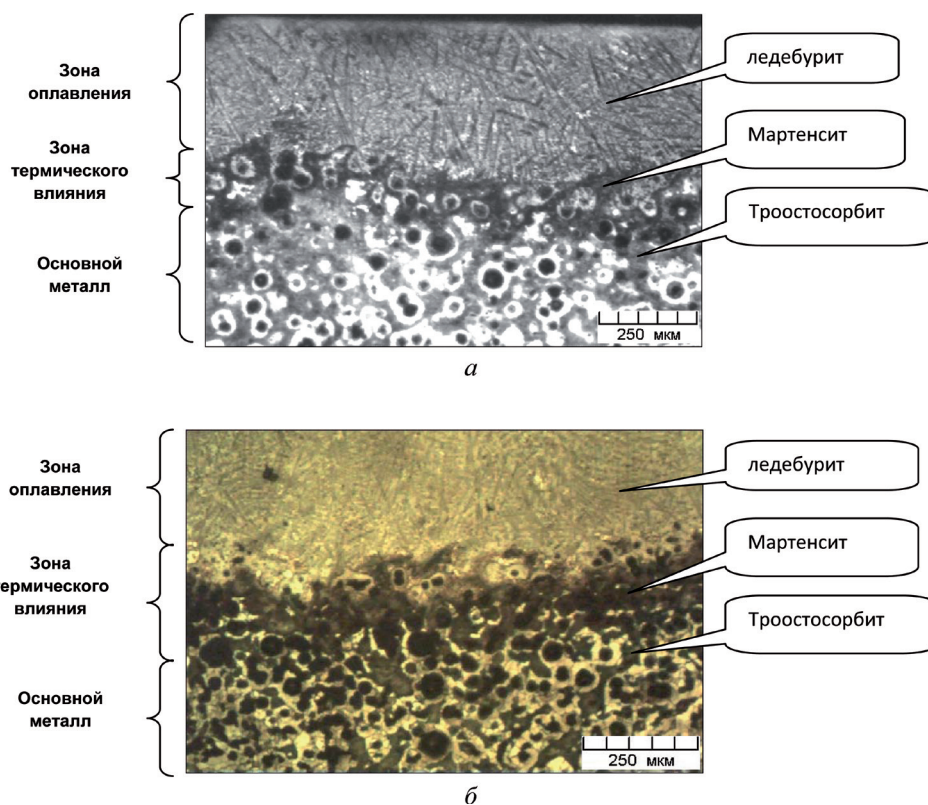 Зона
оплавления
Зона
термического
влияния
Основной
металл
ледебурит
Мартенсит
Троостосорбит
250 мкм
а
Зона
оплавления
Зона
термического
влияния
Основной
металл
ледебурит
Мартенсит
Троостосорбит
250 мкм
б